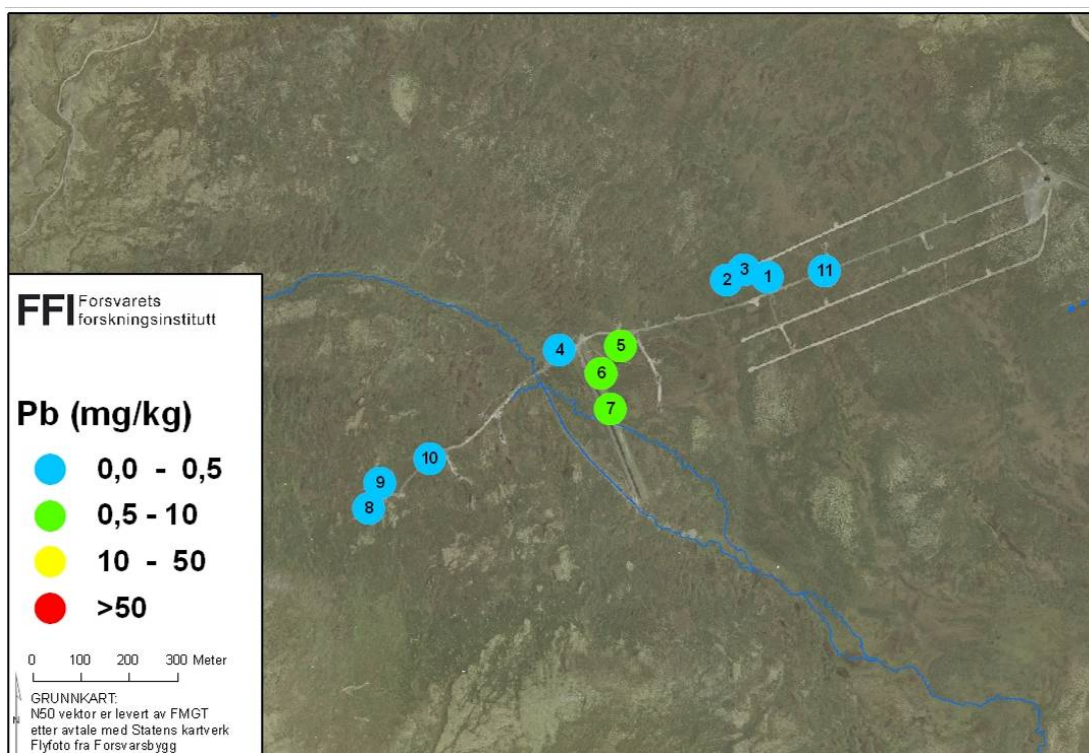 FFI Forsvarets
forskningsinstitutt
Pb (mg/kg)
0,0 - 0,5
0,5 - 10
10 - 50
>50
0 100 200 300 Meter
N
GRUNNKART:
N50 vektor er levert av FMGT
etter avtale med Statens kartverk
Flyfoto fra Forsvarsbygg
2
3
1
11
4
5
6
7
10
9
8